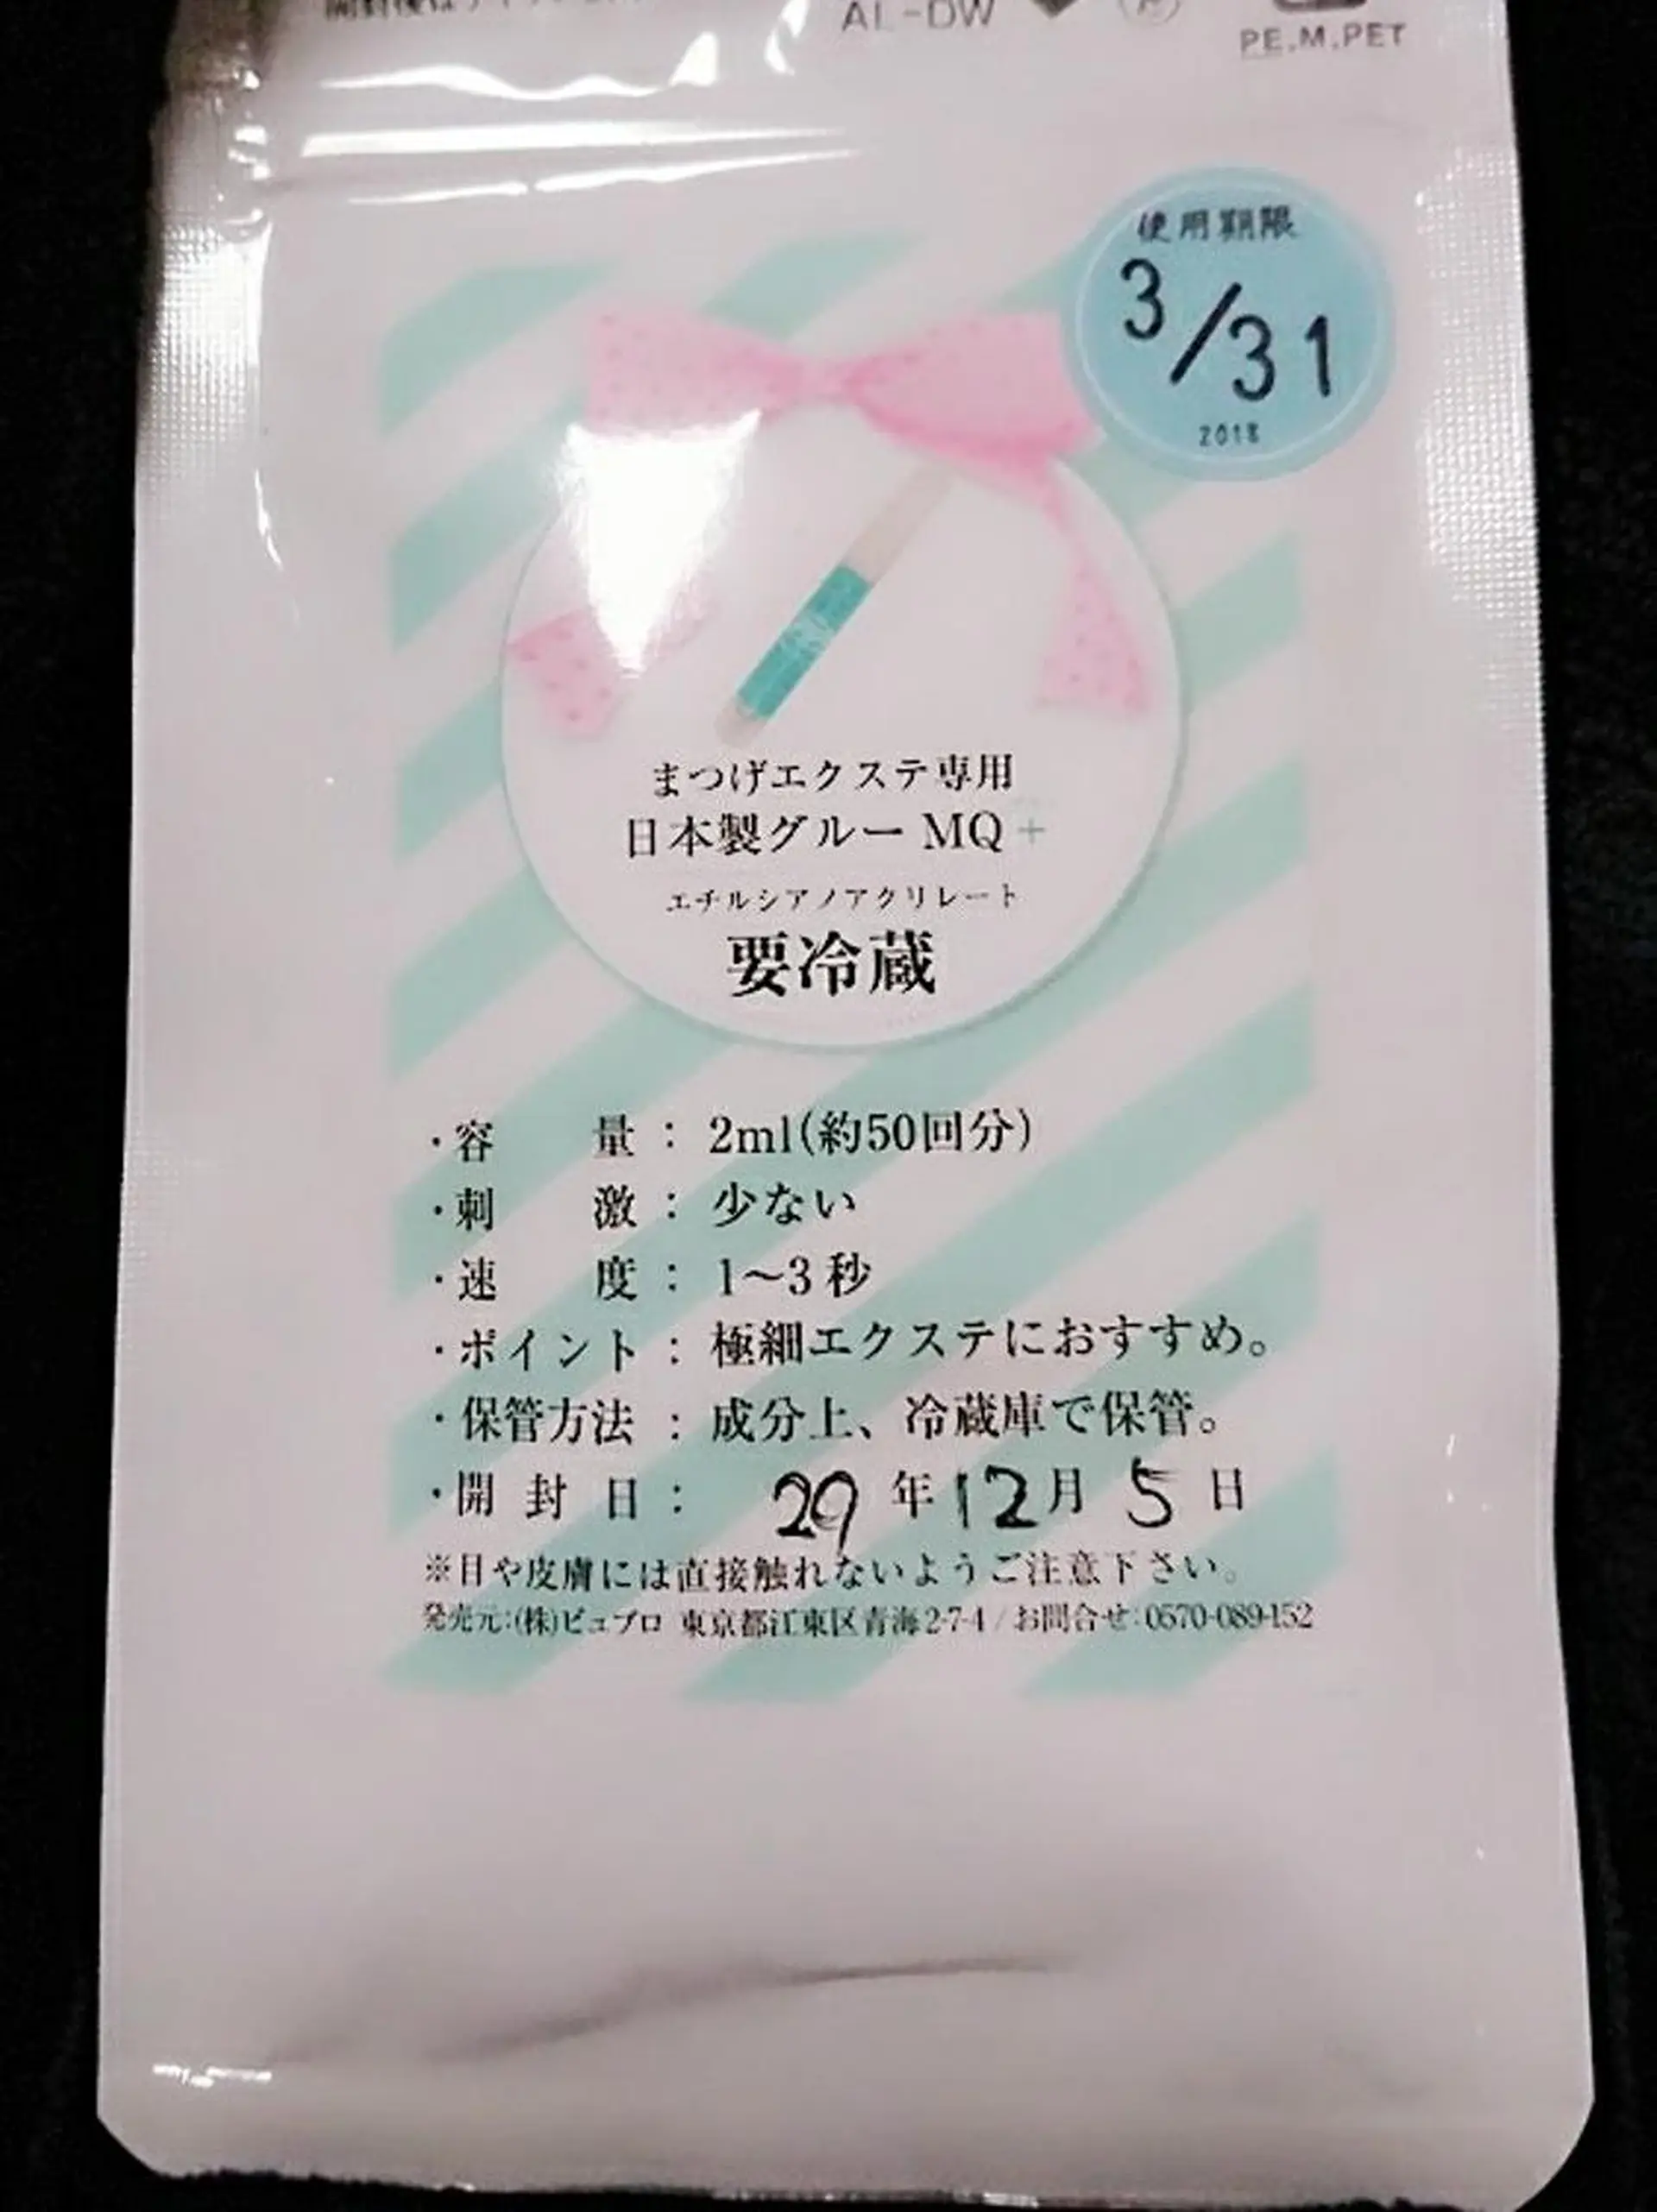 AL-DW
PE,M,PET
使用期限
3/31
2018
まつげエクステ専用
日本製グルー MQ+
エチルシアノアクリレート
要冷蔵
・容　量：2ml(約50回分)
・刺　激：少ない
・速　度：1～3秒
・ポイント：極細エクステにおすすめ。
・保管方法：成分上、冷蔵庫で保管。
・開封日：29年12月5日
※目や皮膚には直接触れないようご注意下さい。
発売元:(株)ビュプロ 東京都江東区青海2-7-4 / お問合せ:0570-089-152